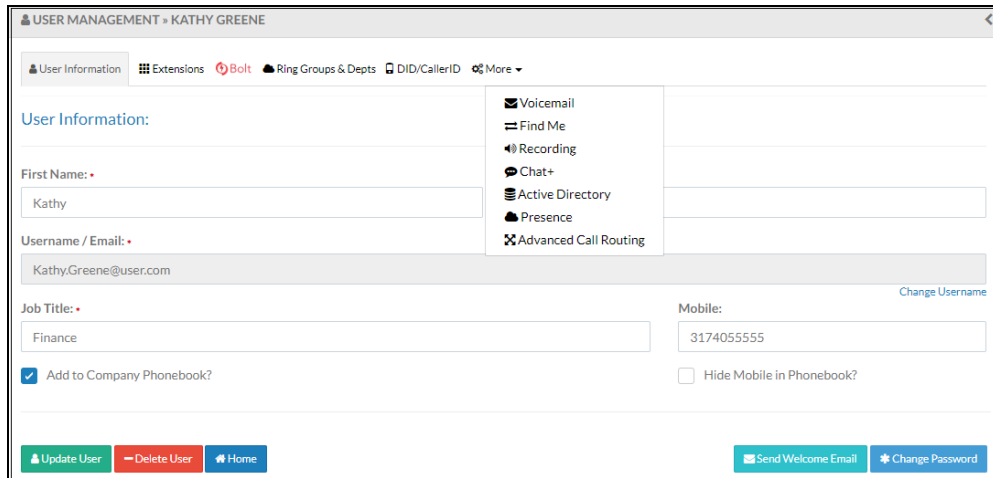 USER MANAGEMENT » KATHY GREENE
User Information Extensions Bolt Ring Groups & Depts DID/CallerID More
Voicemail
Find Me
Recording
Chat+
Active Directory
Presence
Advanced Call Routing
User Information:
First Name:
Kathy
Username / Email:
Kathy.Greene@user.com
Change Username
Job Title: Mobile:
Finance 3174055555
Add to Company Phonebook? Hide Mobile in Phonebook?
Update User Delete User Home Send Welcome Email Change Password